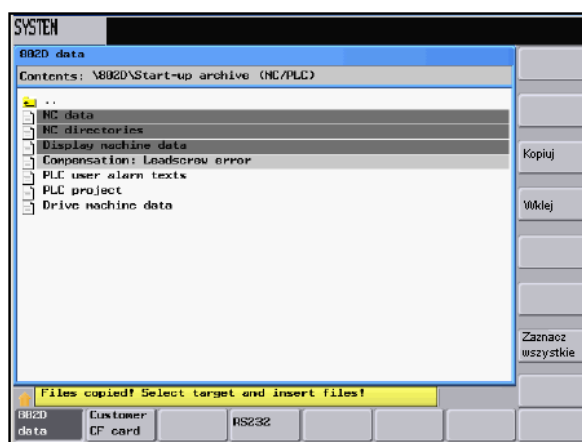 SYSTEM
802D data
Contents: \802D\Start-up archive (NC/PLC)
..
NC data
NC directories
Display machine data
Compensation: Leadscrew error
PLC user alarm texts
PLC project
Drive machine data
Kopiuj
Wklej
Zaznacz
wszystkie
Files copied! Select target and insert files!
802D
data
Customer
CF card
RS232